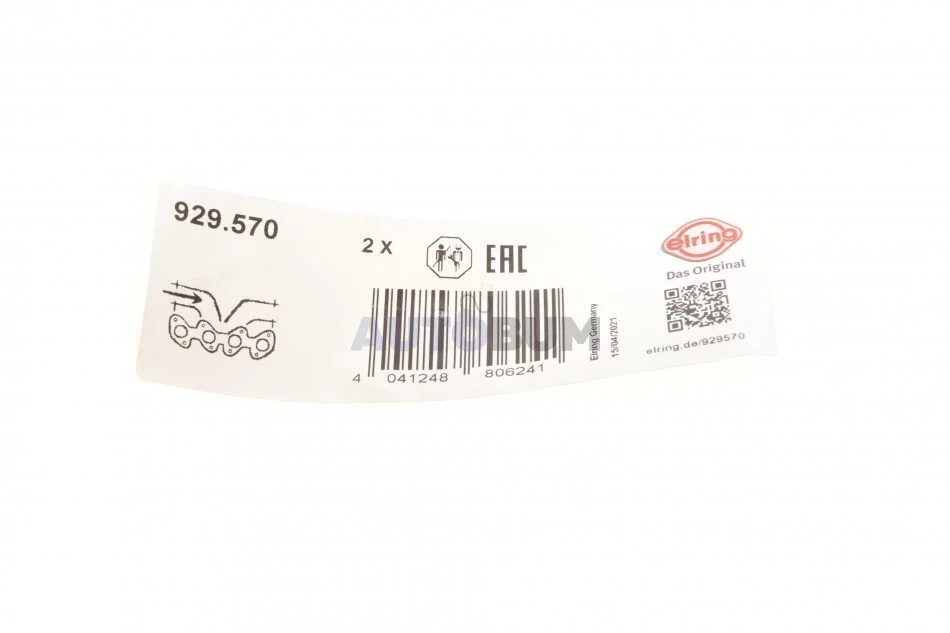 929.570
2 X
EAC
elring
Das Original
AUTOBUM
4 041248 806241
Elring Germany
15/04/2021
elring.de/929570